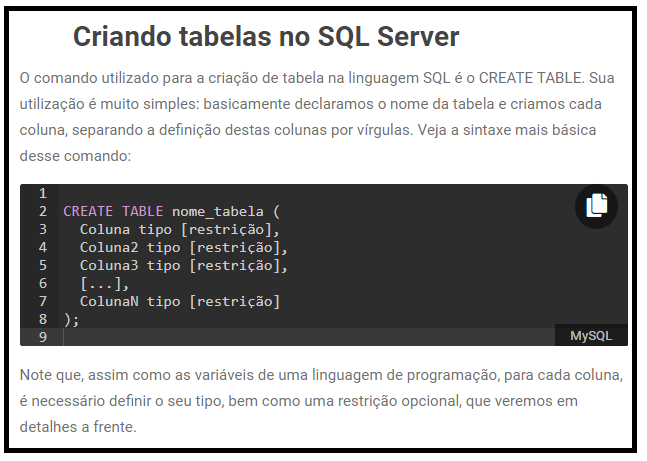 Criando tabelas no SQL Server
O comando utilizado para a criação de tabela na linguagem SQL é o CREATE TABLE. Sua
utilização é muito simples: basicamente declaramos o nome da tabela e criamos cada
coluna, separando a definição destas colunas por vírgulas. Veja a sintaxe mais básica
desse comando:
1
2 CREATE TABLE nome_tabela (
3 Coluna tipo [restrição],
4 Coluna2 tipo [restrição],
5 Coluna3 tipo [restrição],
6 [...],
7 ColunaN tipo [restrição]
8 );
9
MySQL
Note que, assim como as variáveis de uma linguagem de programação, para cada coluna,
é necessário definir o seu tipo, bem como uma restrição opcional, que veremos em
detalhes a frente.